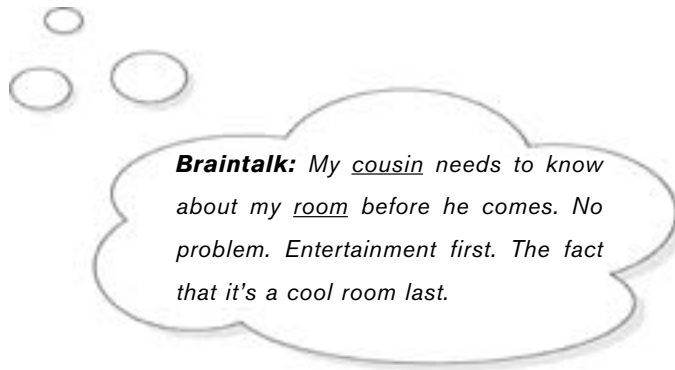 Braintalk: My cousin needs to know
about my room before he comes. No
problem. Entertainment first. The fact
that it's a cool room last.